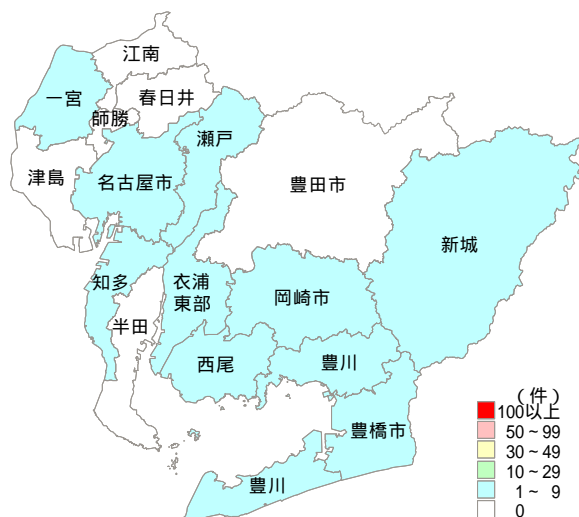 江南
一宮
春日井
師勝
瀬戸
津島
名古屋市
豊田市
新城
知多
衣浦
東部
岡崎市
半田
西尾
豊川
豊橋市
豊川
(件)
100以上
50～99
30～49
10～29
1～ 9
0